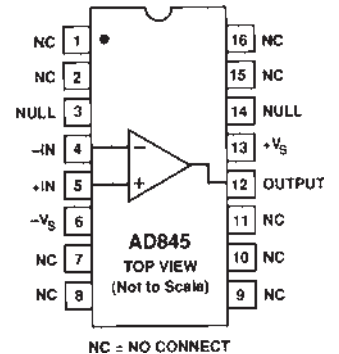 NC 1 16 NC
NC 2 15 NC
NULL 3 14 NULL
–IN 4 – 13 +VS
+IN 5 + 12 OUTPUT
–VS 6 11 NC
AD845
NC 7 TOP VIEW 10 NC
NC 8 (Not to Scale) 9 NC
NC = NO CONNECT